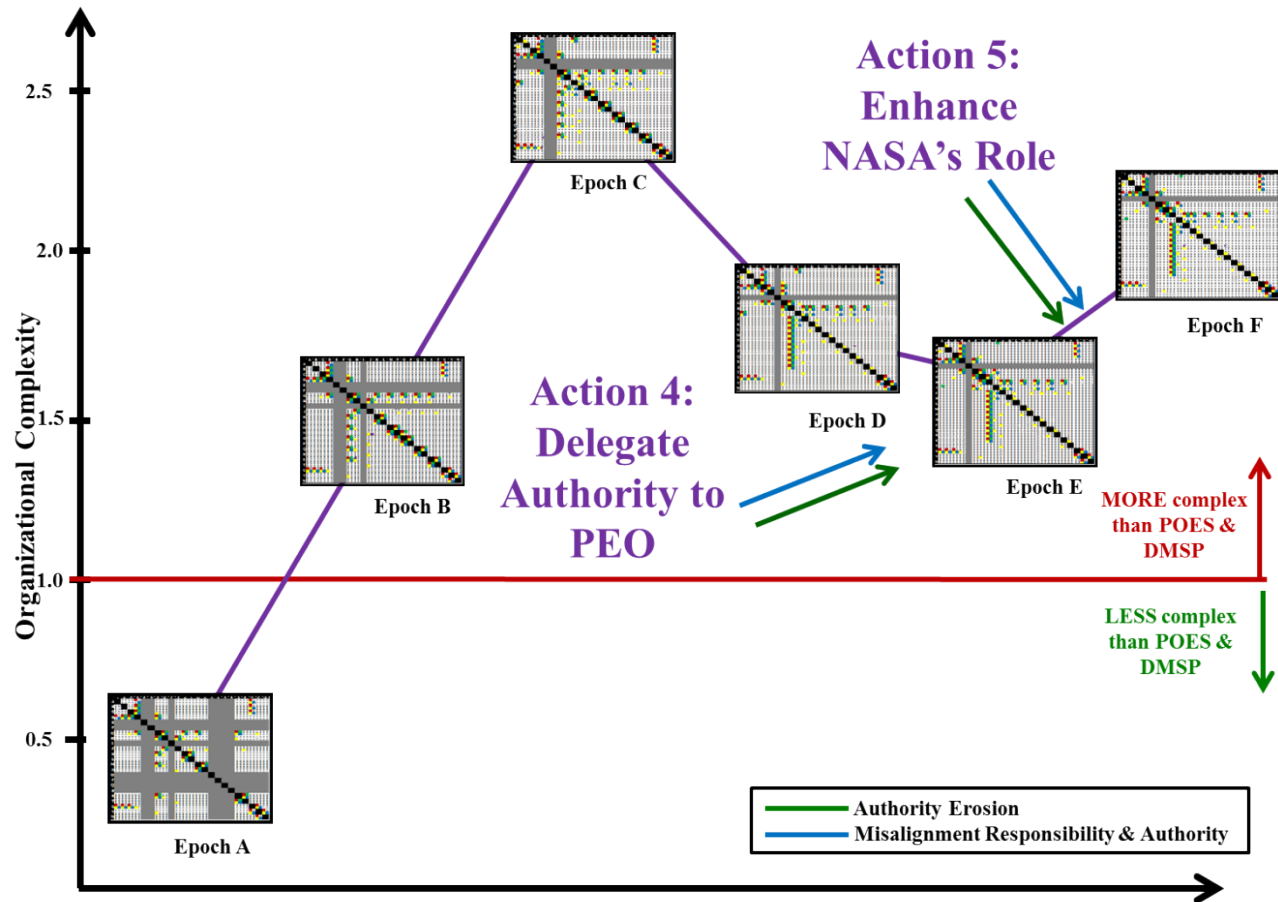 Organizational Complexity
2.5
2.0
1.5
1.0
0.5
Epoch A
Epoch B
Epoch C
Epoch D
Epoch E
Epoch F
Action 4:
Delegate
Authority to
PEO
Action 5:
Enhance
NASA's Role
MORE complex
than POES &
DMSP
LESS complex
than POES &
DMSP
Authority Erosion
Misalignment Responsibility & Authority